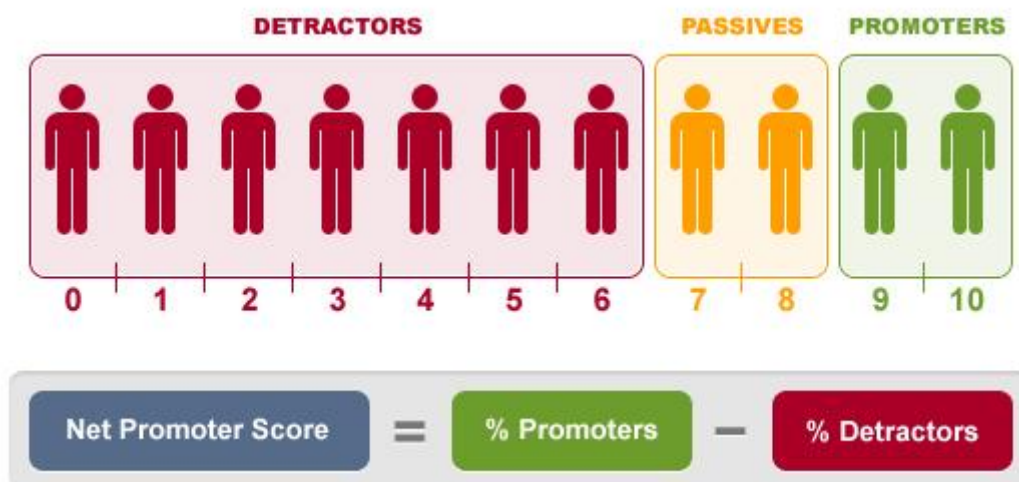 DETRACTORS PASSIVES PROMOTERS
0 1 2 3 4 5 6 7 8 9 10
Net Promoter Score = % Promoters − % Detractors